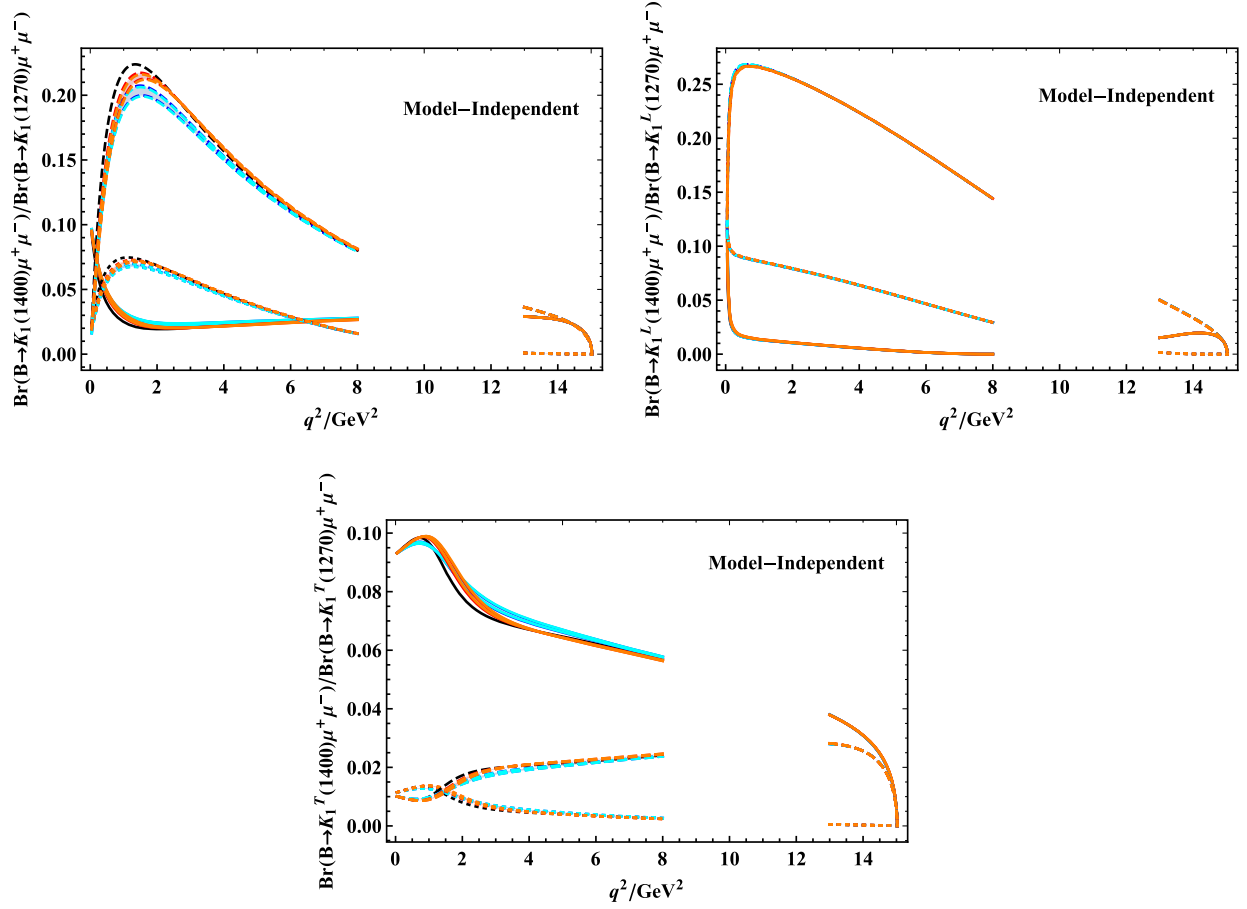 Br(B→K₁(1400)μ⁺μ⁻)/Br(B→K₁(1270)μ⁺μ⁻)
0.20
0.15
0.10
0.05
0.00
Model−Independent
0 2 4 6 8 10 12 14
q²/GeV²
Br(B→K₁ᴸ(1400)μ⁺μ⁻)/Br(B→K₁ᴸ(1270)μ⁺μ⁻)
0.25
0.20
0.15
0.10
0.05
0.00
Model−Independent
0 2 4 6 8 10 12 14
q²/GeV²
Br(B→K₁ᵀ(1400)μ⁺μ⁻)/Br(B→K₁ᵀ(1270)μ⁺μ⁻)
0.10
0.08
0.06
0.04
0.02
0.00
Model−Independent
0 2 4 6 8 10 12 14
q²/GeV²